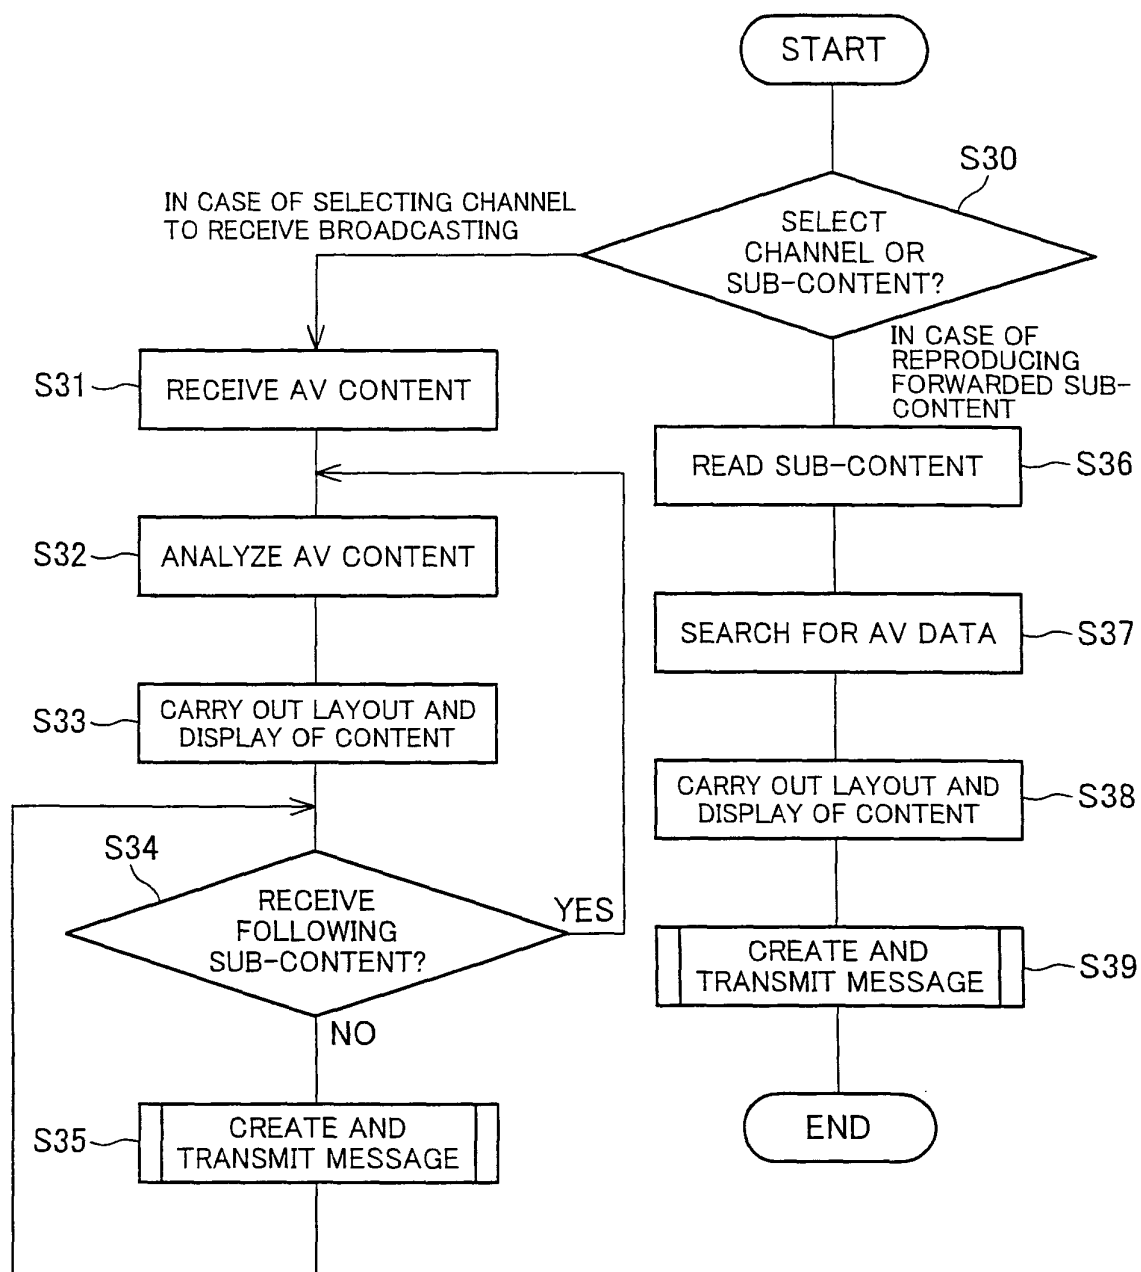 START
S30
SELECT
CHANNEL OR
SUB-CONTENT?
IN CASE OF SELECTING CHANNEL
TO RECEIVE BROADCASTING
S31
RECEIVE AV CONTENT
S32
ANALYZE AV CONTENT
S33
CARRY OUT LAYOUT AND
DISPLAY OF CONTENT
S34
RECEIVE
FOLLOWING
SUB-CONTENT?
YES
NO
S35
CREATE AND
TRANSMIT MESSAGE
IN CASE OF
REPRODUCING
FORWARDED SUB-
CONTENT
READ SUB-CONTENT
S36
SEARCH FOR AV DATA
S37
CARRY OUT LAYOUT AND
DISPLAY OF CONTENT
S38
CREATE AND
TRANSMIT MESSAGE
S39
END